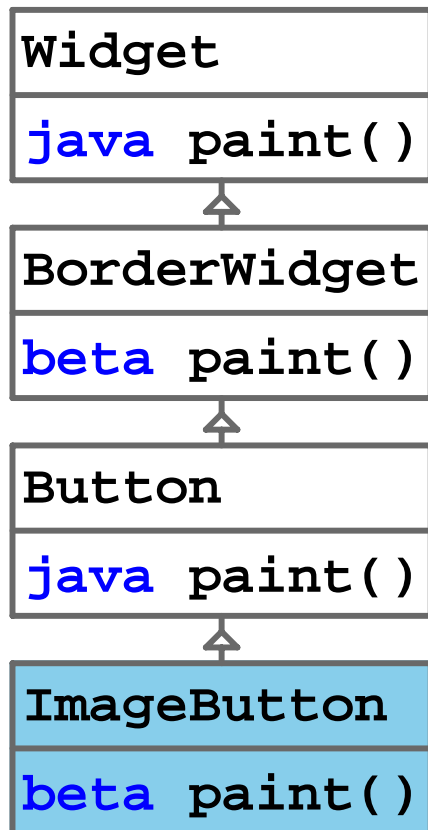 Widget
java paint()
BorderWidget
beta paint()
Button
java paint()
ImageButton
beta paint()